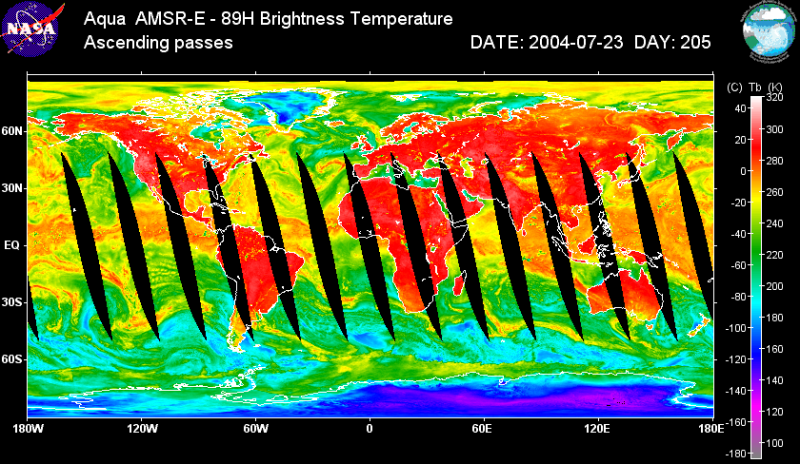 NASA
Aqua AMSR-E - 89H Brightness Temperature
Ascending passes
DATE: 2004-07-23 DAY: 205
(C) Tb (K)
320
40
300
20
280
0
260
-20
240
-40
220
-60
200
-80
180
-100
160
-120
140
-140
120
-160
100
-180
60N
30N
EQ
30S
60S
180W
120W
60W
0
60E
120E
180E